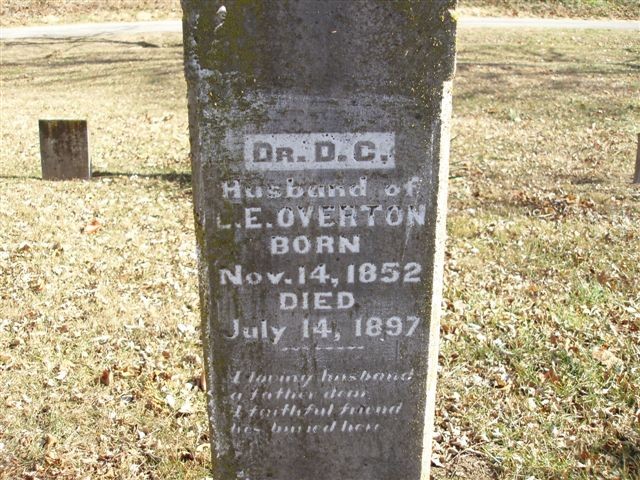 DR. D.C.
Husband of
L.E. OVERTON
BORN
Nov. 14, 1852
DIED
July 14, 1897
A loving husband
a father dear
A faithful friend
lies buried here